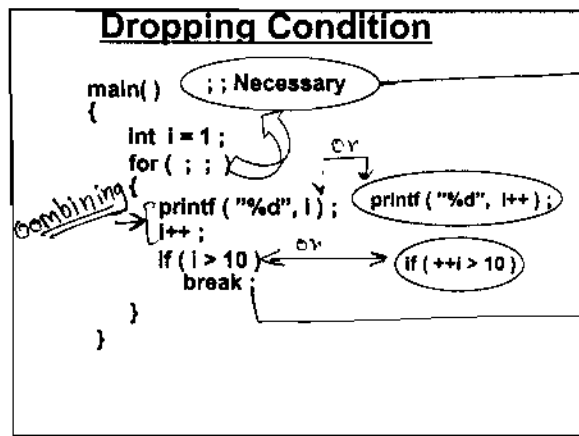 Dropping Condition
; ; Necessary
main( )
{
int i = 1 ;
for ( ; ; )
or
{
Combining
printf ( "%d", i ) ;
printf ( "%d", i++ ) ;
i++ ;
or
if ( i > 10 )
if ( ++i > 10 )
break ;
}
}